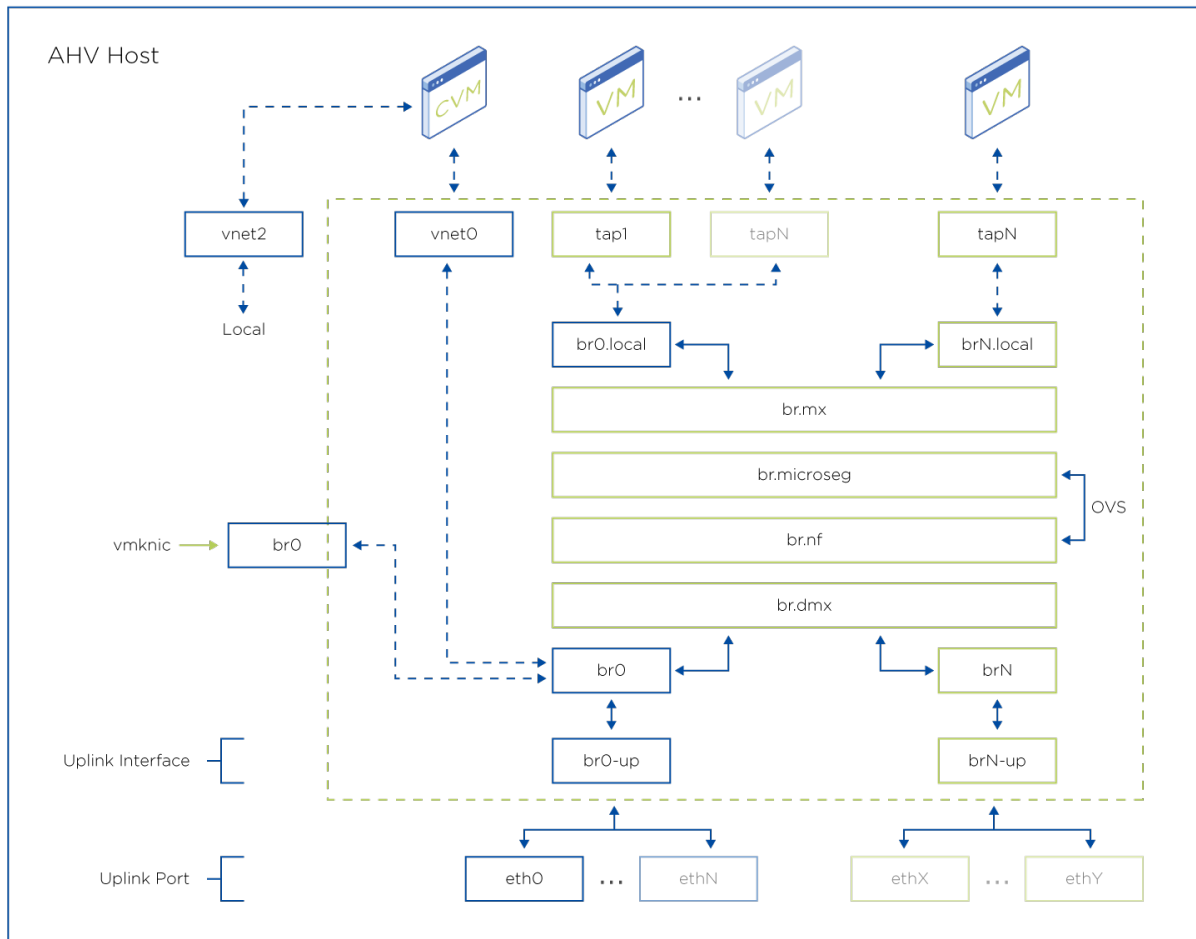 AHV Host
CVM
VM
...
VM
VM
vnet2
vnet0
tap1
tapN
tapN
Local
br0.local
brN.local
br.mx
br.microseg
OVS
vmknic
br0
br.nf
br.dmx
br0
brN
Uplink Interface
br0-up
brN-up
Uplink Port
eth0
...
ethN
ethX
...
ethY